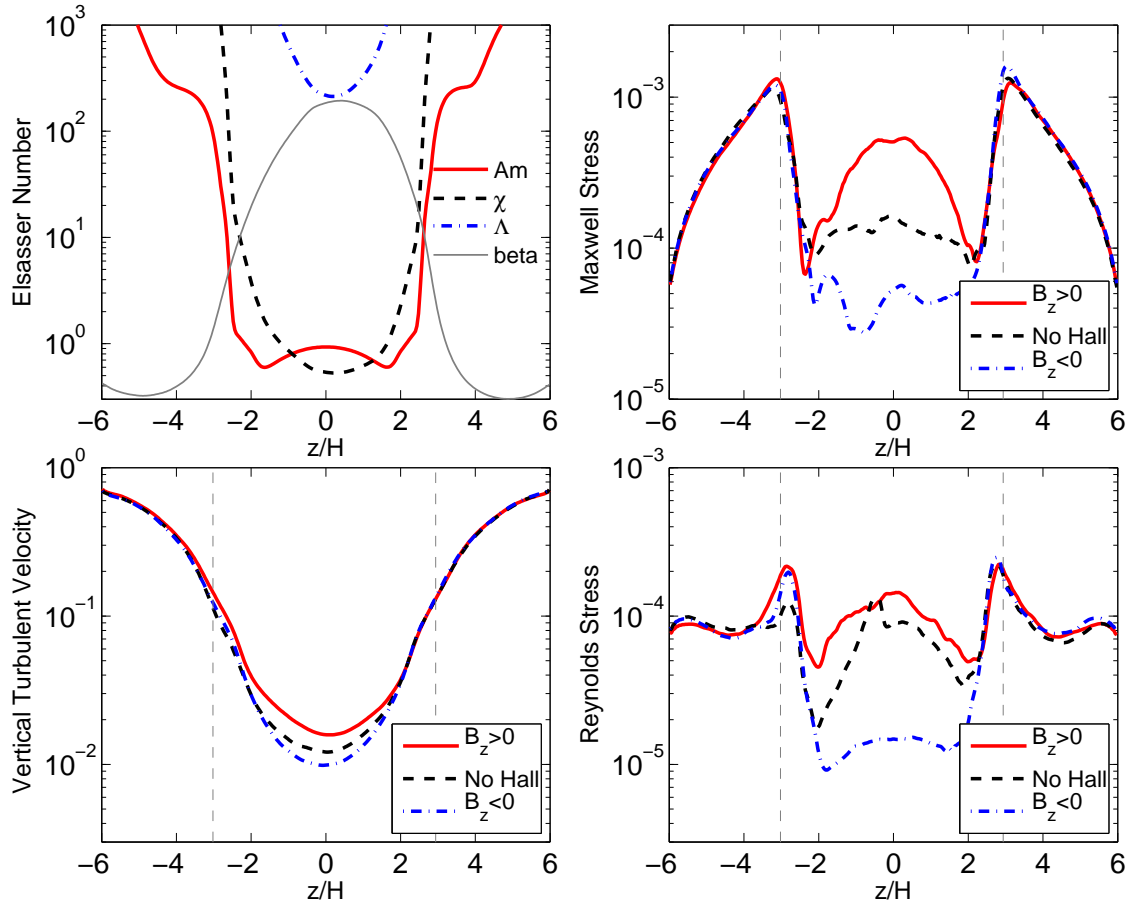 Elsasser Number
10^3
10^2
10^1
10^0
Am
χ
Λ
beta
−6 −4 −2 0 2 4 6
z/H
Maxwell Stress
10^−3
10^−4
10^−5
B_z>0
No Hall
B_z<0
−6 −4 −2 0 2 4 6
z/H
Vertical Turbulent Velocity
10^0
10^−1
10^−2
B_z>0
No Hall
B_z<0
−6 −4 −2 0 2 4 6
z/H
Reynolds Stress
10^−3
10^−4
10^−5
B_z>0
No Hall
B_z<0
−6 −4 −2 0 2 4 6
z/H